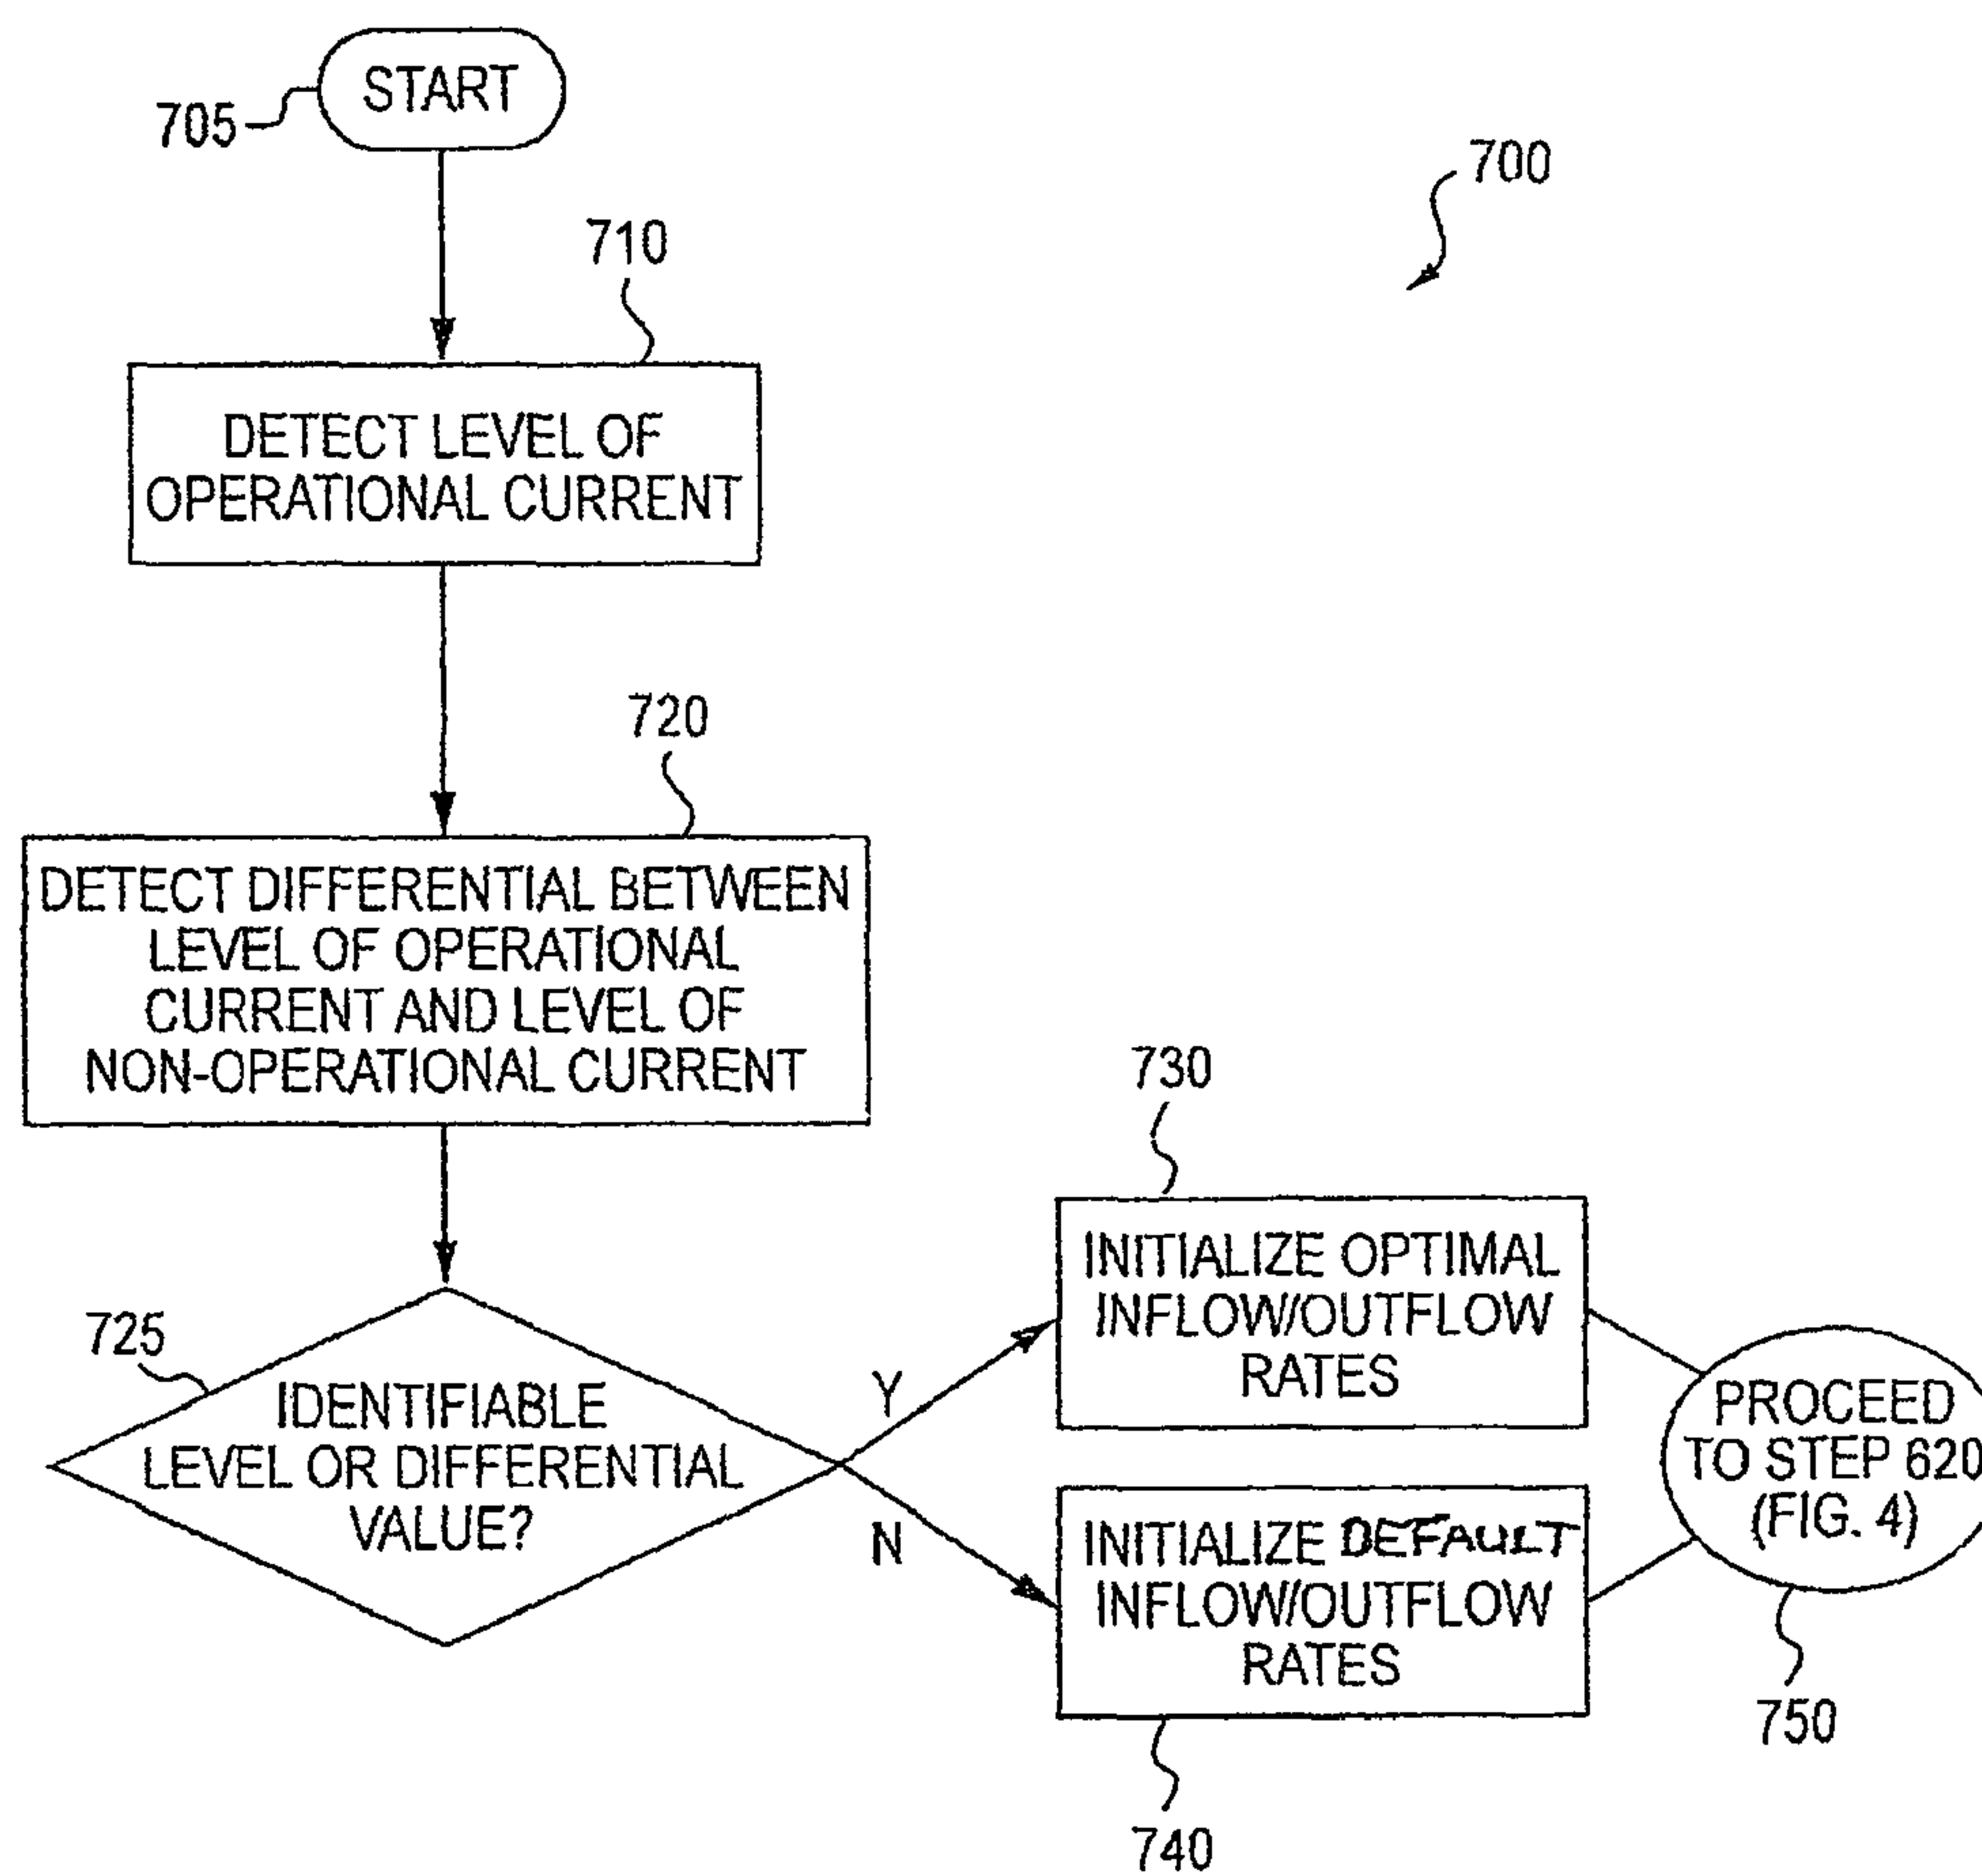 START
705
700
710
DETECT LEVEL OF
OPERATIONAL CURRENT
720
DETECT DIFFERENTIAL BETWEEN
LEVEL OF OPERATIONAL
CURRENT AND LEVEL OF
NON-OPERATIONAL CURRENT
725
IDENTIFIABLE
LEVEL OR DIFFERENTIAL
VALUE?
Y
N
730
INITIALIZE OPTIMAL
INFLOW/OUTFLOW
RATES
INITIALIZE DEFAULT
INFLOW/OUTFLOW
RATES
740
PROCEED
TO STEP 620
(FIG. 4)
750